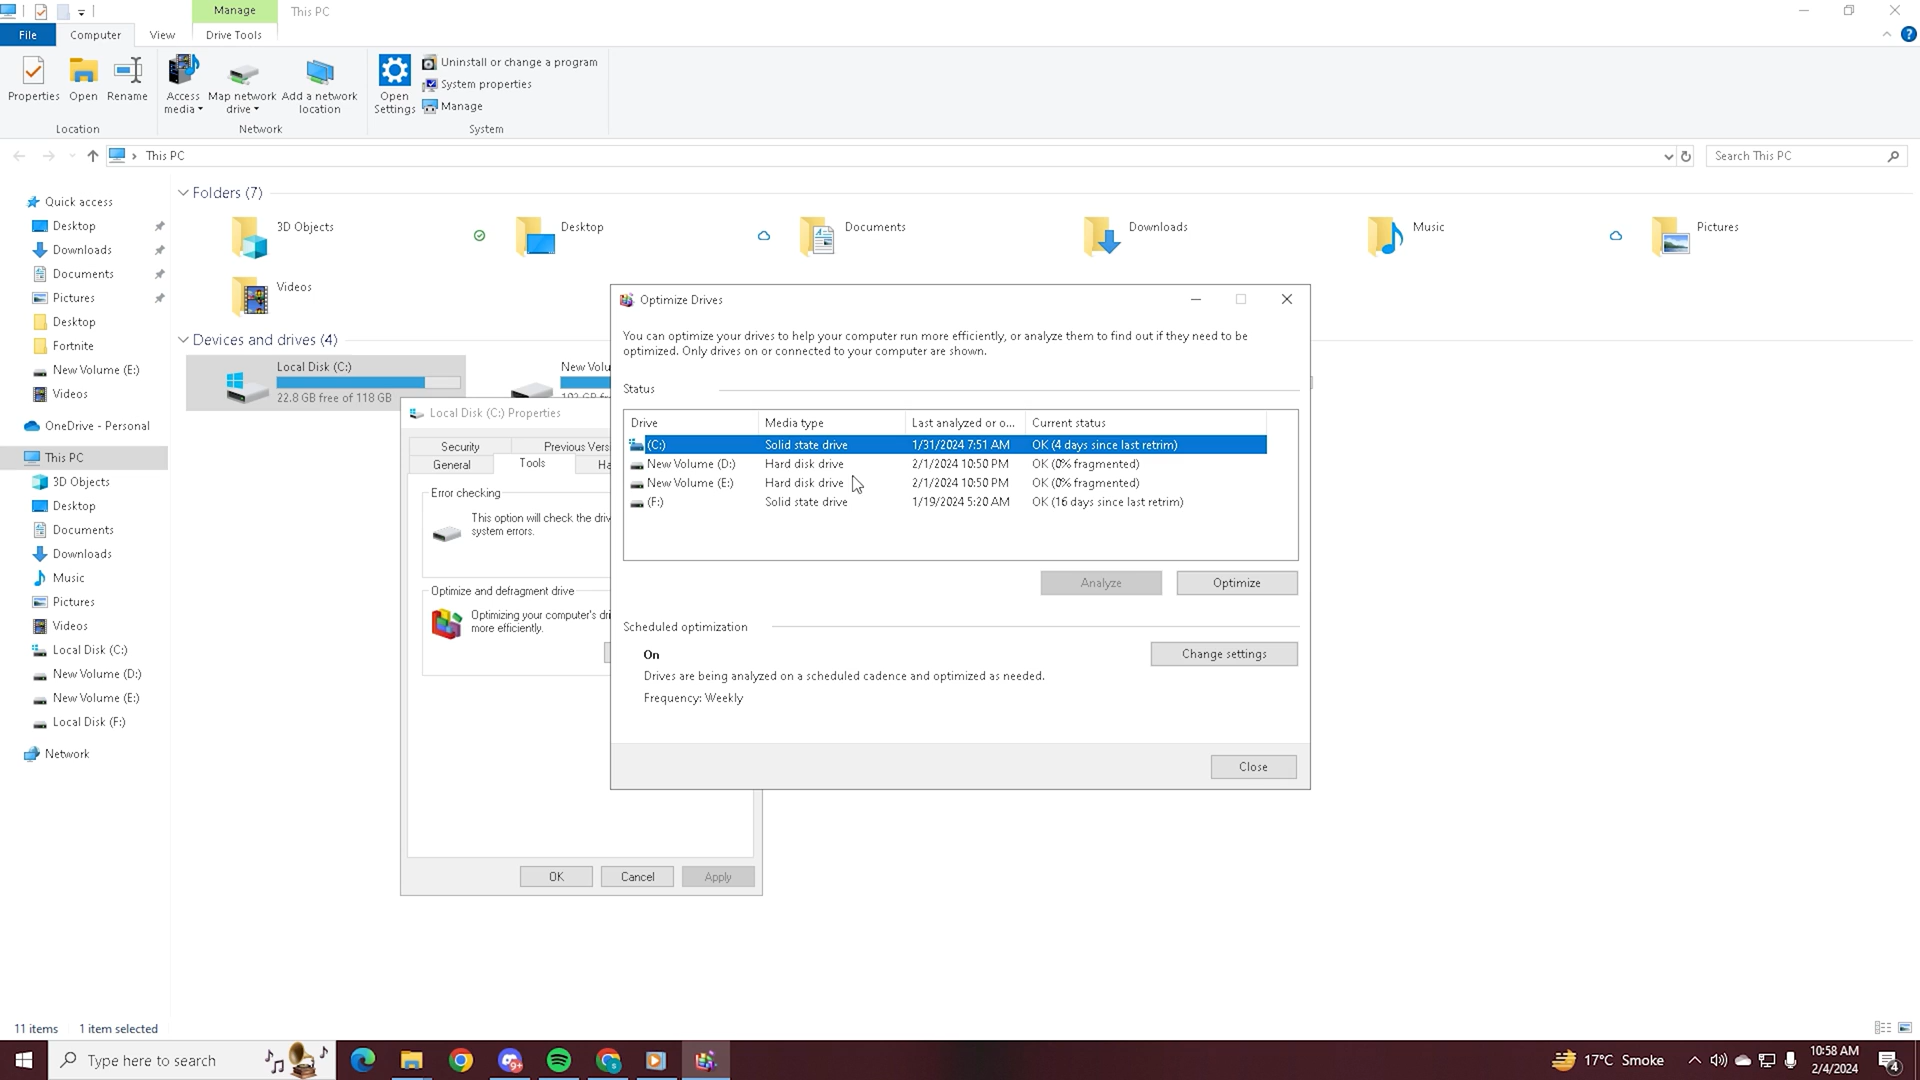 Manage
This PC
File
Computer
View
Drive Tools
Properties
Open
Rename
Access media
Map network drive
Add a network location
Open Settings
Uninstall or change a program
System properties
Manage
Location
Network
System
This PC
Search This PC
Quick access
Desktop
Downloads
Documents
Pictures
Desktop
Fortnite
New Volume (E:)
Videos
OneDrive - Personal
This PC
3D Objects
Desktop
Documents
Downloads
Music
Pictures
Videos
Local Disk (C:)
New Volume (D:)
New Volume (E:)
Local Disk (F:)
Network
Folders (7)
3D Objects
Desktop
Documents
Downloads
Music
Pictures
Videos
Devices and drives (4)
Local Disk (C:)
22.8 GB free of 118 GB
New Volu
Local Disk (C:) Properties
Security
Previous Vers
General
Tools
Ha
Error checking
This option will check the driv
system errors.
Optimize and defragment drive
Optimizing your computer's dri
more efficiently.
OK
Cancel
Apply
Optimize Drives
You can optimize your drives to help your computer run more efficiently, or analyze them to find out if they need to be
optimized. Only drives on or connected to your computer are shown.
Status
Drive Media type Last analyzed or o... Current status
(C:) Solid state drive 1/31/2024 7:51 AM OK (4 days since last retrim)
New Volume (D:) Hard disk drive 2/1/2024 10:50 PM OK (0% fragmented)
New Volume (E:) Hard disk drive 2/1/2024 10:50 PM OK (0% fragmented)
(F:) Solid state drive 1/19/2024 5:20 AM OK (16 days since last retrim)
Analyze
Optimize
Scheduled optimization
On
Change settings
Drives are being analyzed on a scheduled cadence and optimized as needed.
Frequency: Weekly
Close
11 items
1 item selected
Type here to search
9+
17°C Smoke
10:58 AM
2/4/2024
4